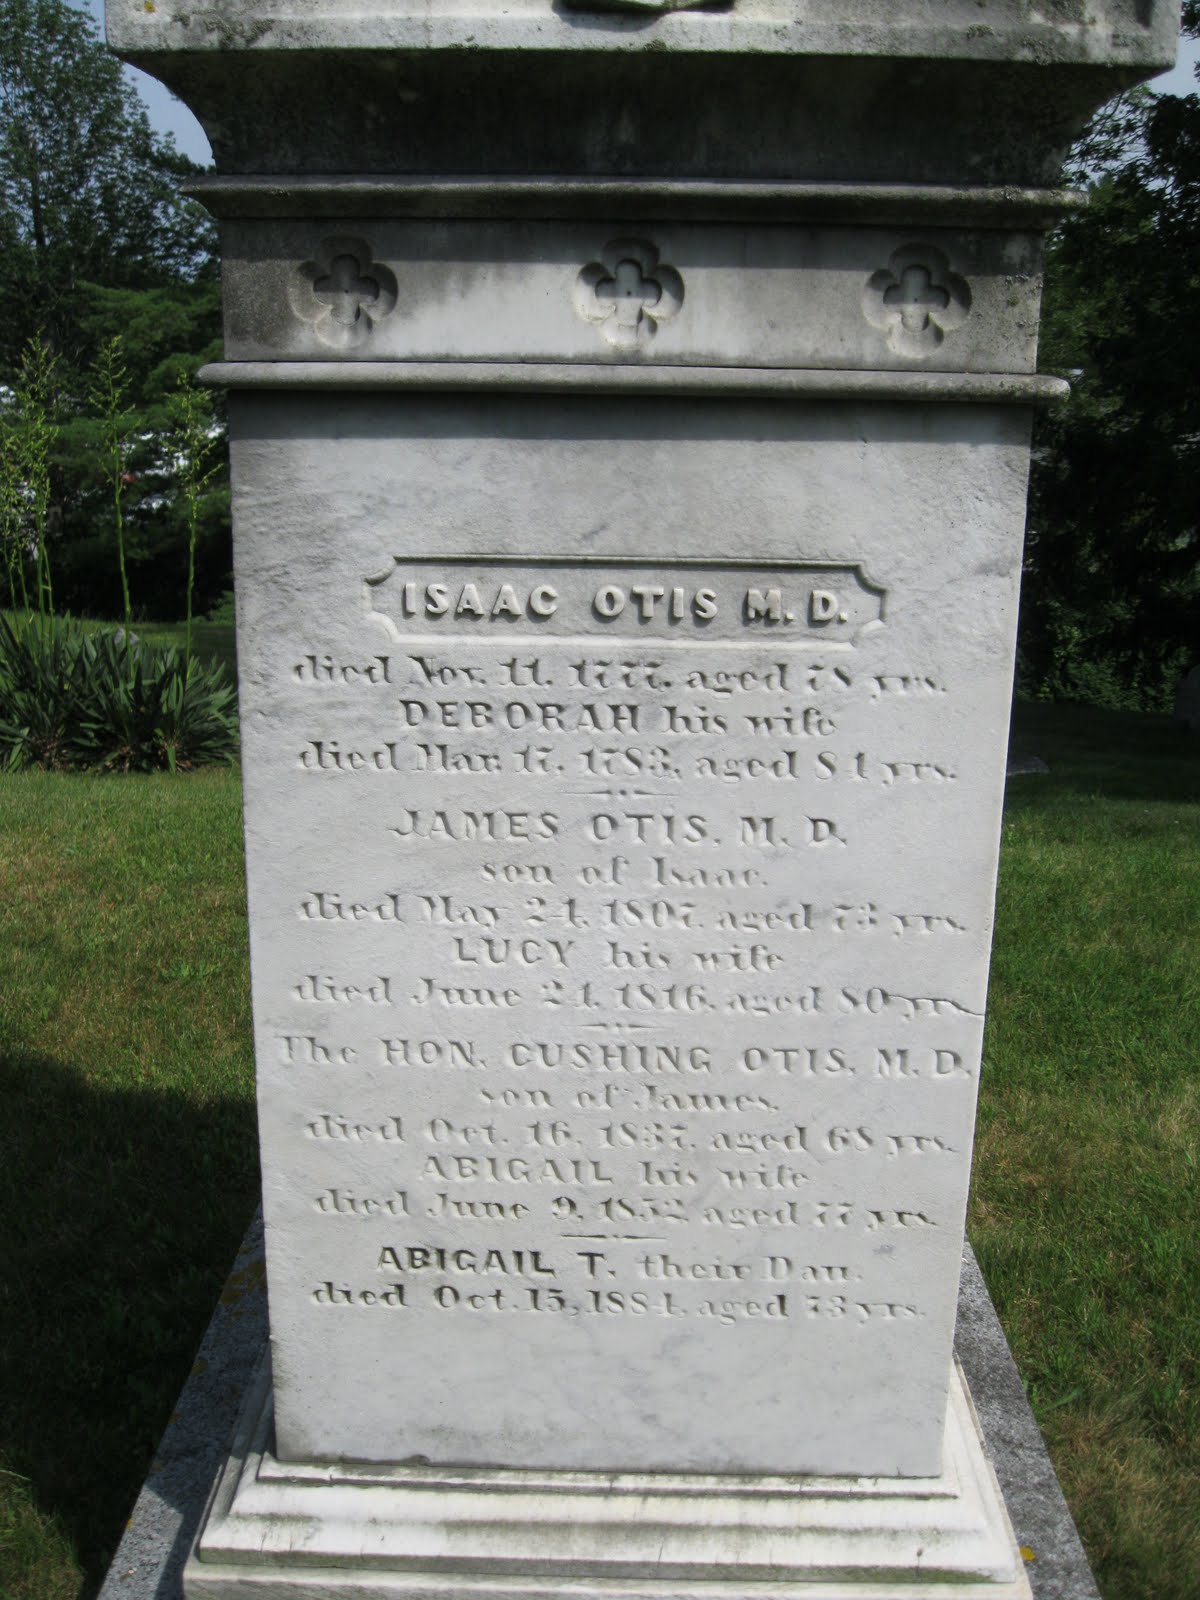 ISAAC OTIS M.D.
died Nov. 11, 1777, aged 78 yrs.
DEBORAH his wife
died Mar. 17, 1783, aged 84 yrs.
JAMES OTIS, M.D.
son of Isaac.
died May 24, 1807, aged 73 yrs.
LUCY his wife
died June 24, 1816, aged 80 yrs
The HON. CUSHING OTIS, M.D.
son of James,
died Oct. 16, 1837, aged 68 yrs.
ABIGAIL his wife
died June 9, 1852 aged 77 yrs.
ABIGAIL T. their Dau.
died Oct. 15, 1884, aged 73 yrs.